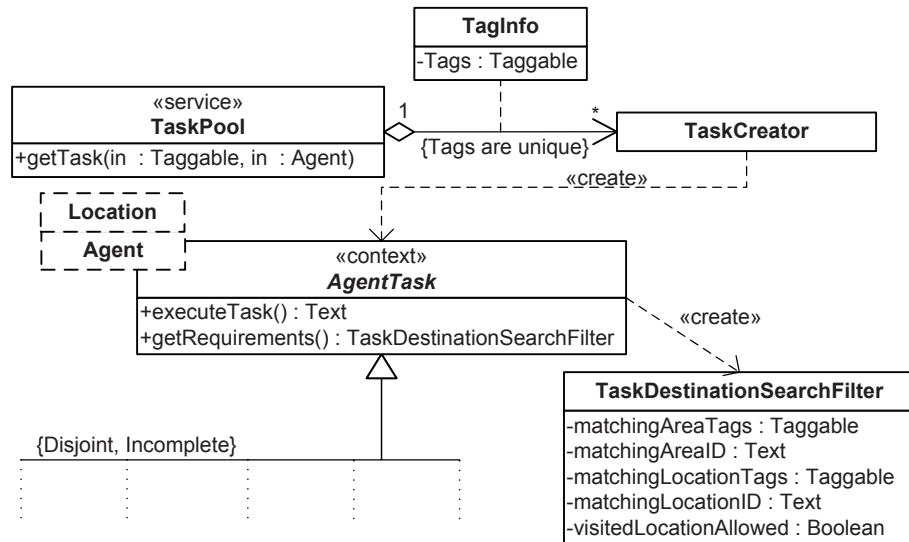 TagInfo
-Tags : Taggable
«service»
TaskPool
+getTask(in : Taggable, in : Agent)
1
*
{Tags are unique}
TaskCreator
«create»
Location
Agent
«context»
AgentTask
+executeTask() : Text
+getRequirements() : TaskDestinationSearchFilter
«create»
{Disjoint, Incomplete}
TaskDestinationSearchFilter
-matchingAreaTags : Taggable
-matchingAreaID : Text
-matchingLocationTags : Taggable
-matchingLocationID : Text
-visitedLocationAllowed : Boolean